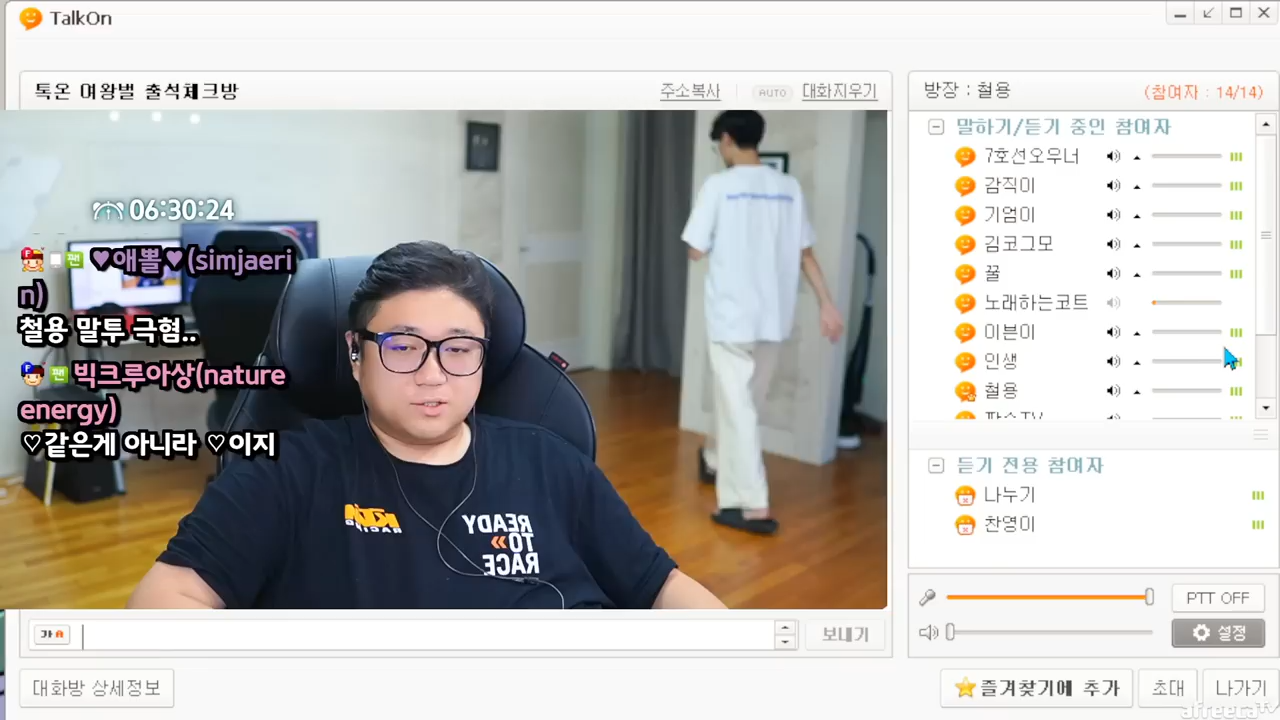 TalkOn
톡온 여왕벌 출석체크방
주소복사
AUTO
대화지우기
방장 : 철용
(참여자 : 14/14)
말하기/듣기 중인 참여자
7호선오우너
감직이
기엄이
김코그모
꿀
노래하는코트
이븐이
인생
철용
06:30:24
팬 ♥애뽈♥(simjaeri
n)
철용 말투 극혐..
팬 빅크루아상(nature
energy)
♡같은게 아니라 ♡이지
KTM
RACING
READY
TO
RACE
듣기 전용 참여자
나누기
찬영이
PTT OFF
설정
가A
보내기
대화방 상세정보
즐겨찾기에 추가
초대
나가기
afreecaTV